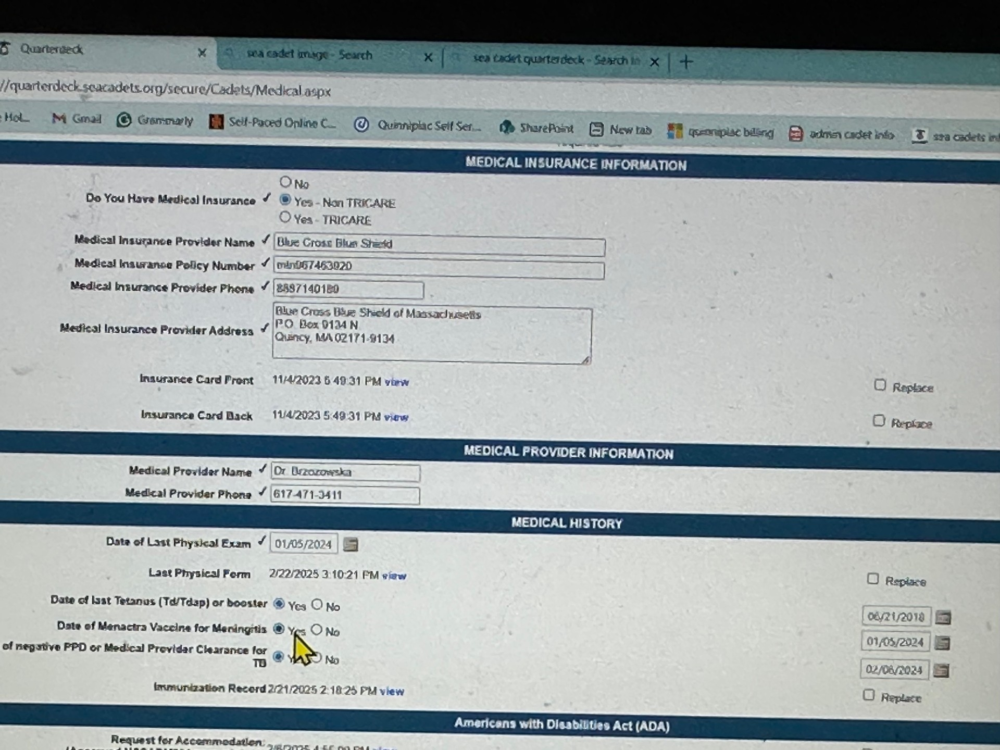 Quarterdeck
sea cadet image - Search
sea cadet quarterdeck - Search in
//quarterdeck.seacadets.org/secure/Cadets/Medical.aspx
Gmail
Grammarly
Self-Paced Online C...
Quinnipiac Self Ser...
SharePoint
New tab
quinnipiac billing
admin cadet info
sea cadets inf
MEDICAL INSURANCE INFORMATION
No
Do You Have Medical Insurance ✓ Yes - Non TRICARE
Yes - TRICARE
Medical Insurance Provider Name ✓ Blue Cross Blue Shield
Medical Insurance Policy Number ✓
Medical Insurance Provider Phone ✓
Blue Cross Blue Shield of Massachusetts
Medical Insurance Provider Address ✓ P.O. Box 9134 N
Quincy, MA 02171-9134
Insurance Card Front 11/4/2023 5:49:31 PM view Replace
Insurance Card Back 11/4/2023 5:49:31 PM view Replace
MEDICAL PROVIDER INFORMATION
Medical Provider Name ✓ Dr. Brzozowska
Medical Provider Phone ✓ 617-471-3411
MEDICAL HISTORY
Date of Last Physical Exam ✓ 01/05/2024
Last Physical Form 2/22/2025 3:10:21 PM view Replace
Date of last Tetanus (Td/Tdap) or booster Yes No 06/21/2018
Date of Menactra Vaccine for Meningitis Yes No 01/05/2024
of negative PPD or Medical Provider Clearance for
TB No 02/06/2024
Immunization Record 2/21/2025 2:18:25 PM view Replace
Americans with Disabilities Act (ADA)
Request for Accommodation